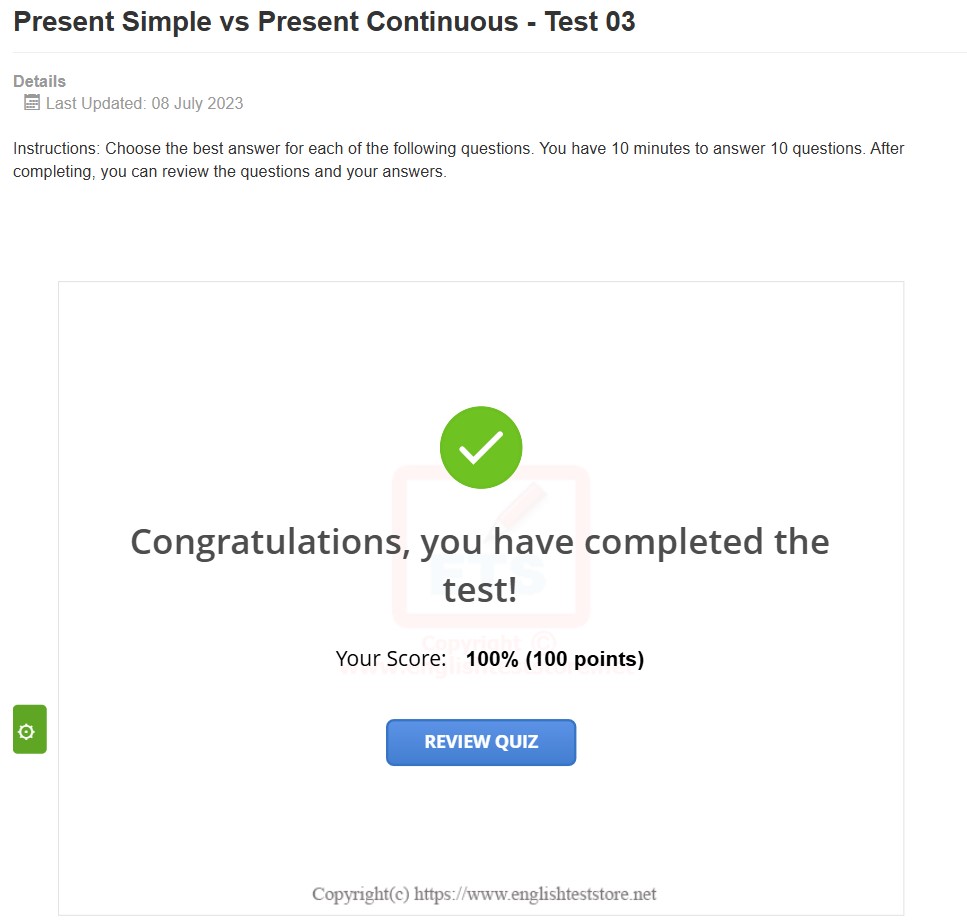 Present Simple vs Present Continuous - Test 03
Details
Last Updated: 08 July 2023
Instructions: Choose the best answer for each of the following questions. You have 10 minutes to answer 10 questions. After
completing, you can review the questions and your answers.
ETS
Congratulations, you have completed the
test!
Copyright ©
Your Score: 100% (100 points)
REVIEW QUIZ
Copyright(c) https://www.englishteststore.net